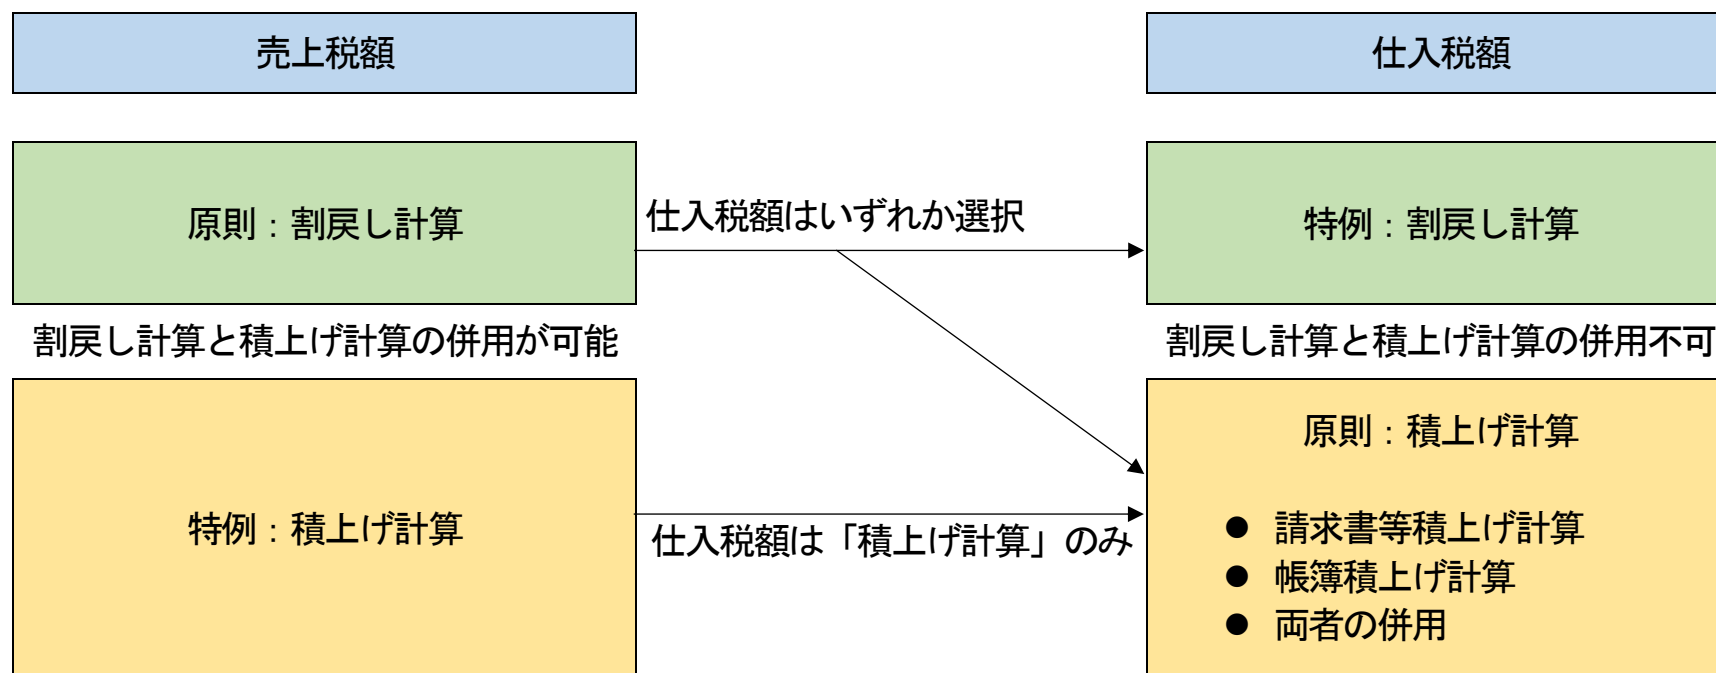 売上税額
仕入税額
原則：割戻し計算
仕入税額はいずれか選択
特例：割戻し計算
割戻し計算と積上げ計算の併用が可能
割戻し計算と積上げ計算の併用不可
特例：積上げ計算
仕入税額は「積上げ計算」のみ
原則：積上げ計算
● 請求書等積上げ計算
● 帳簿積上げ計算
● 両者の併用